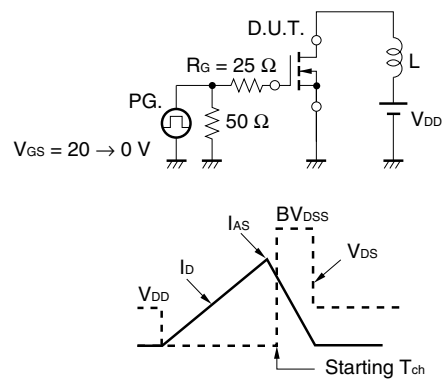 D.U.T.
RG = 25 Ω
L
PG.
50 Ω
VDD
VGS = 20 → 0 V
IAS
BVDSS
ID
VDS
VDD
Starting Tch